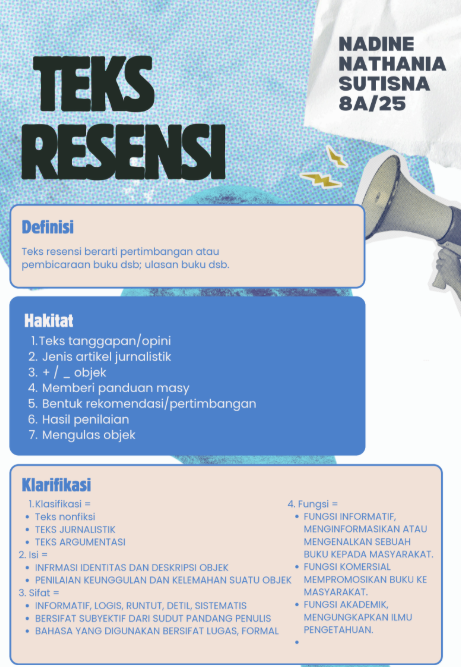 NADINE
NATHANIA
SUTISNA
8A/25
TEKS
RESENSI
Definisi
Teks resensi berarti pertimbangan atau
pembicaraan buku dsb; ulasan buku dsb.
Hakitat
1.Teks tanggapan/opini
2. Jenis artikel jurnalistik
3. + / _ objek
4. Memberi panduan masy
5. Bentuk rekomendasi/pertimbangan
6. Hasil penilaian
7. Mengulas objek
Klarifikasi
1.Klasifikasi =
• Teks nonfiksi
• TEKS JURNALISTIK
• TEKS ARGUMENTASI
2. Isi =
• INFRMASI IDENTITAS DAN DESKRIPSI OBJEK
• PENILAIAN KEUNGGULAN DAN KELEMAHAN SUATU OBJEK
3. Sifat =
• INFORMATIF, LOGIS, RUNTUT, DETIL, SISTEMATIS
• BERSIFAT SUBYEKTIF DARI SUDUT PANDANG PENULIS
• BAHASA YANG DIGUNAKAN BERSIFAT LUGAS, FORMAL
4. Fungsi =
• FUNGSI INFORMATIF,
MENGINFORMASIKAN ATAU
MENGENALKAN SEBUAH
BUKU KEPADA MASYARAKAT.
• FUNGSI KOMERSIAL
MEMPROMOSIKAN BUKU KE
MASYARAKAT.
• FUNGSI AKADEMIK,
MENGUNGKAPKAN ILMU
PENGETAHUAN.
•